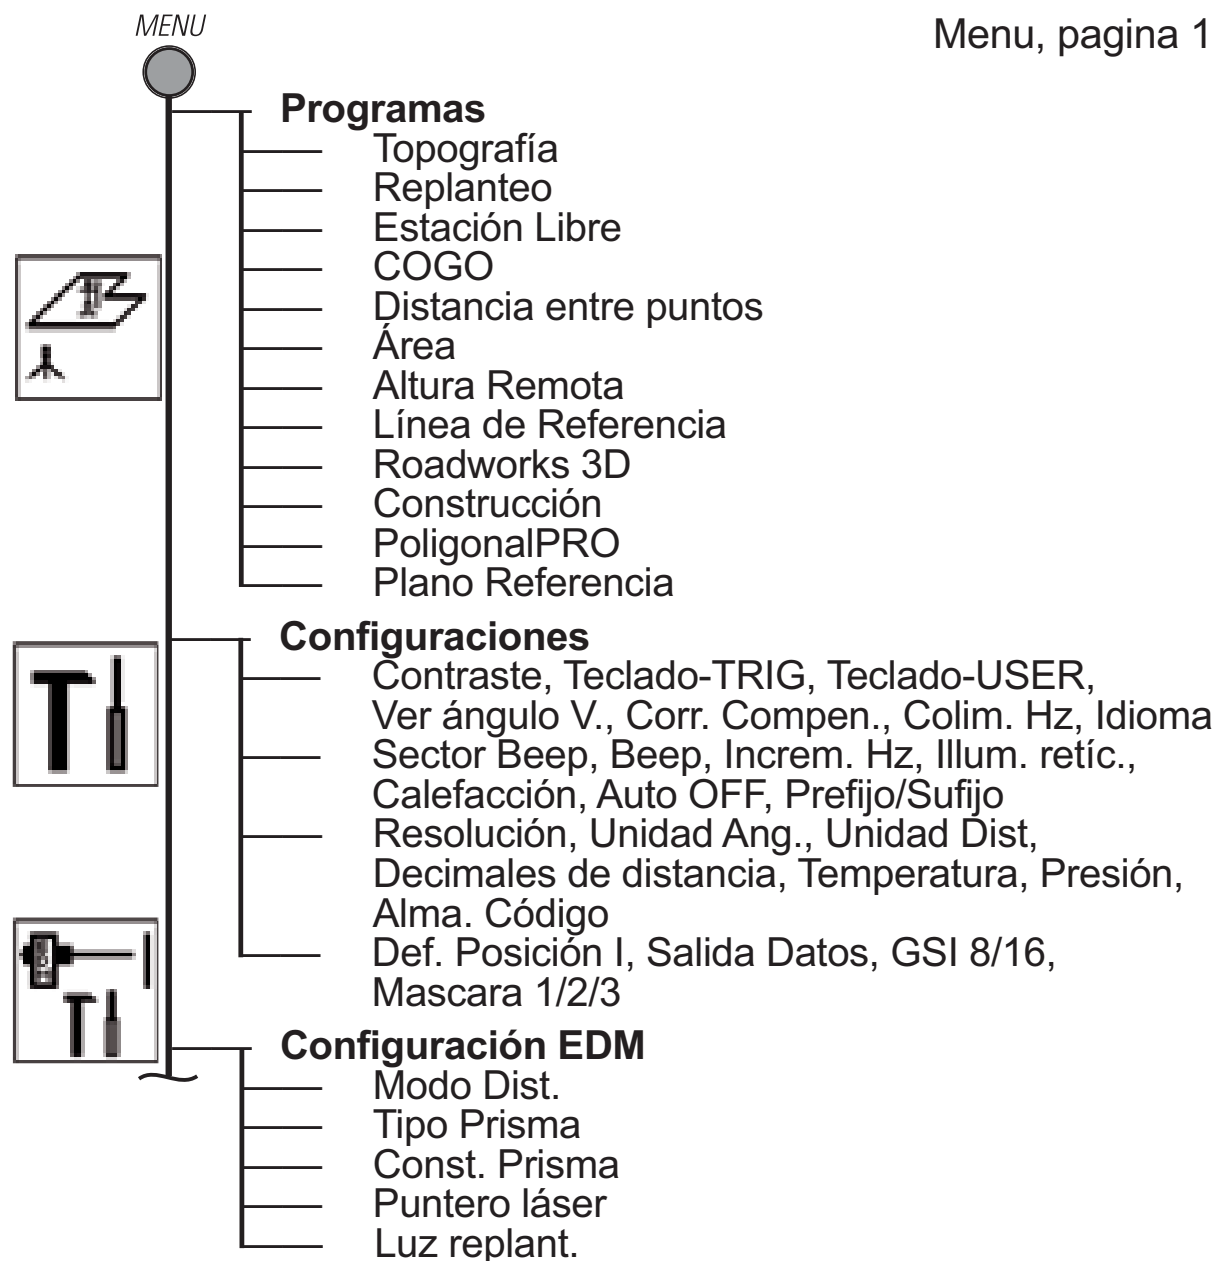 MENU
Menu, pagina 1
Programas
Topografía
Replanteo
Estación Libre
COGO
Distancia entre puntos
Área
Altura Remota
Línea de Referencia
Roadworks 3D
Construcción
PoligonalPRO
Plano Referencia
Configuraciones
Contraste, Teclado-TRIG, Teclado-USER,
Ver ángulo V., Corr. Compen., Colim. Hz, Idioma
Sector Beep, Beep, Increm. Hz, Illum. retíc.,
Calefacción, Auto OFF, Prefijo/Sufijo
Resolución, Unidad Ang., Unidad Dist,
Decimales de distancia, Temperatura, Presión,
Alma. Código
Def. Posición I, Salida Datos, GSI 8/16,
Mascara 1/2/3
Configuración EDM
Modo Dist.
Tipo Prisma
Const. Prisma
Puntero láser
Luz replant.